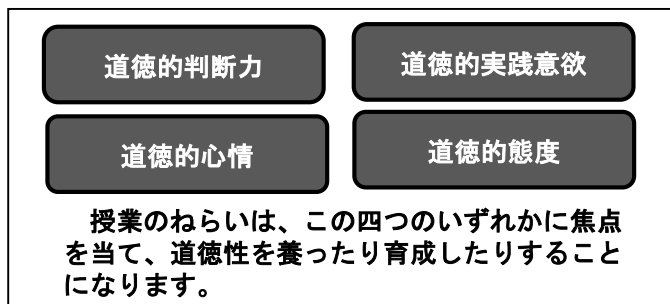 道徳的判断力
道徳的実践意欲
道徳的心情
道徳的態度
授業のねらいは、この四つのいずれかに焦点
を当て、道徳性を養ったり育成したりすること
になります。